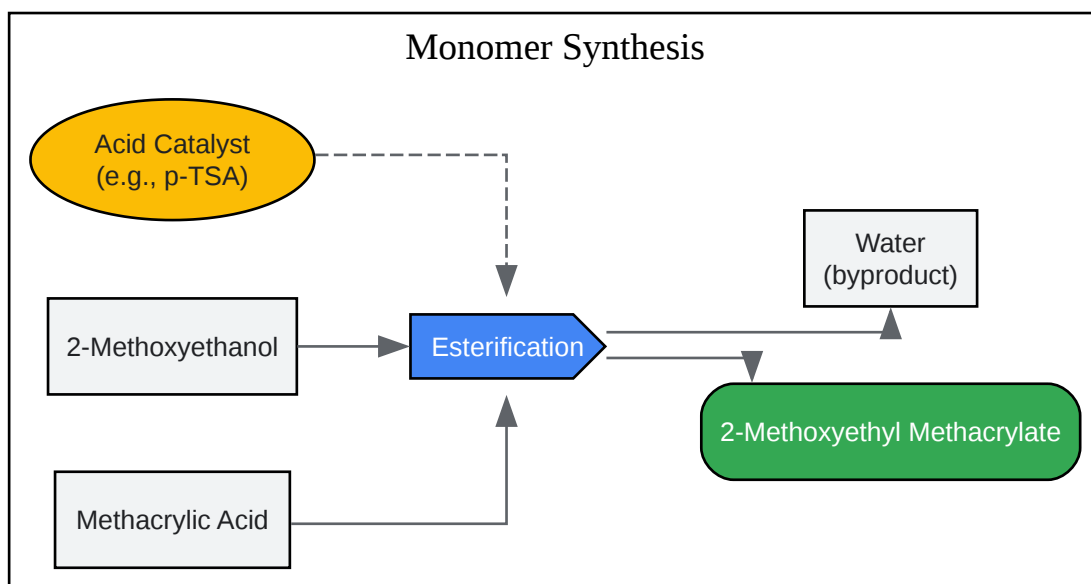 Monomer Synthesis
Acid Catalyst
(e.g., p-TSA)
Water
(byproduct)
2-Methoxyethanol
Esterification
2-Methoxyethyl Methacrylate
Methacrylic Acid